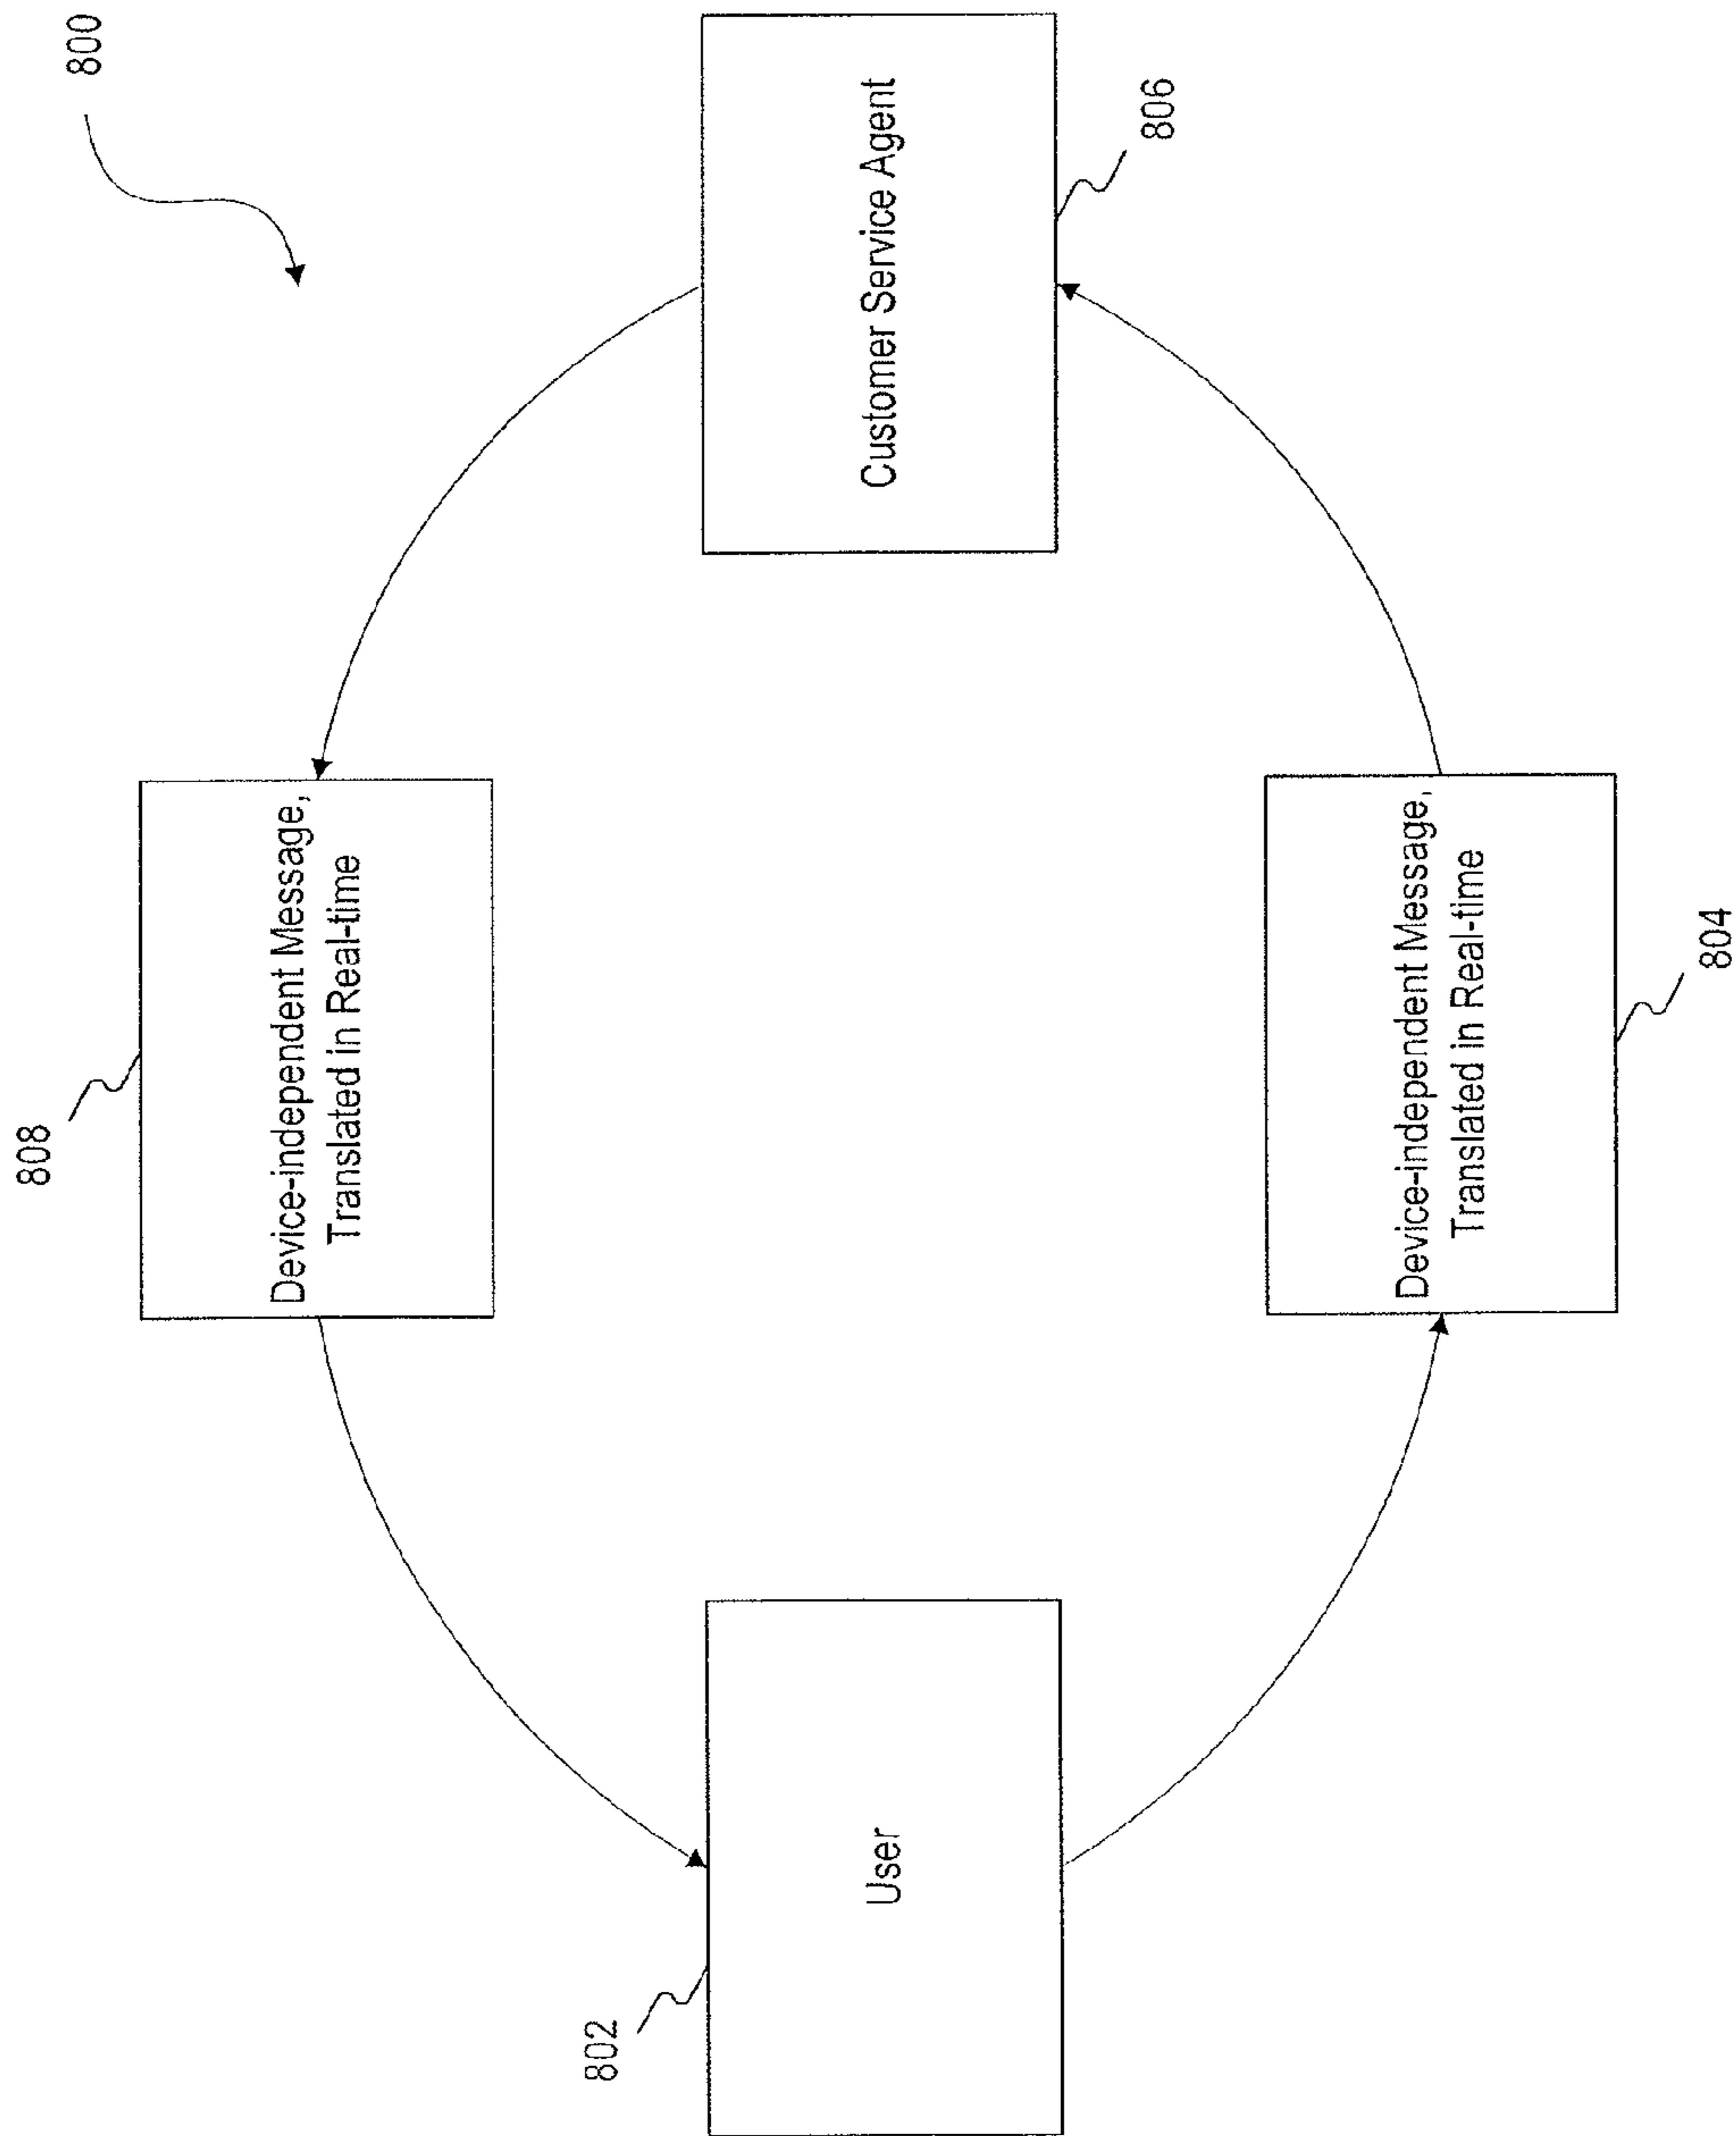 800
808
Device-independent Message,
Translated in Real-time
802
User
Customer Service Agent
806
Device-independent Message,
Translated in Real-time
804